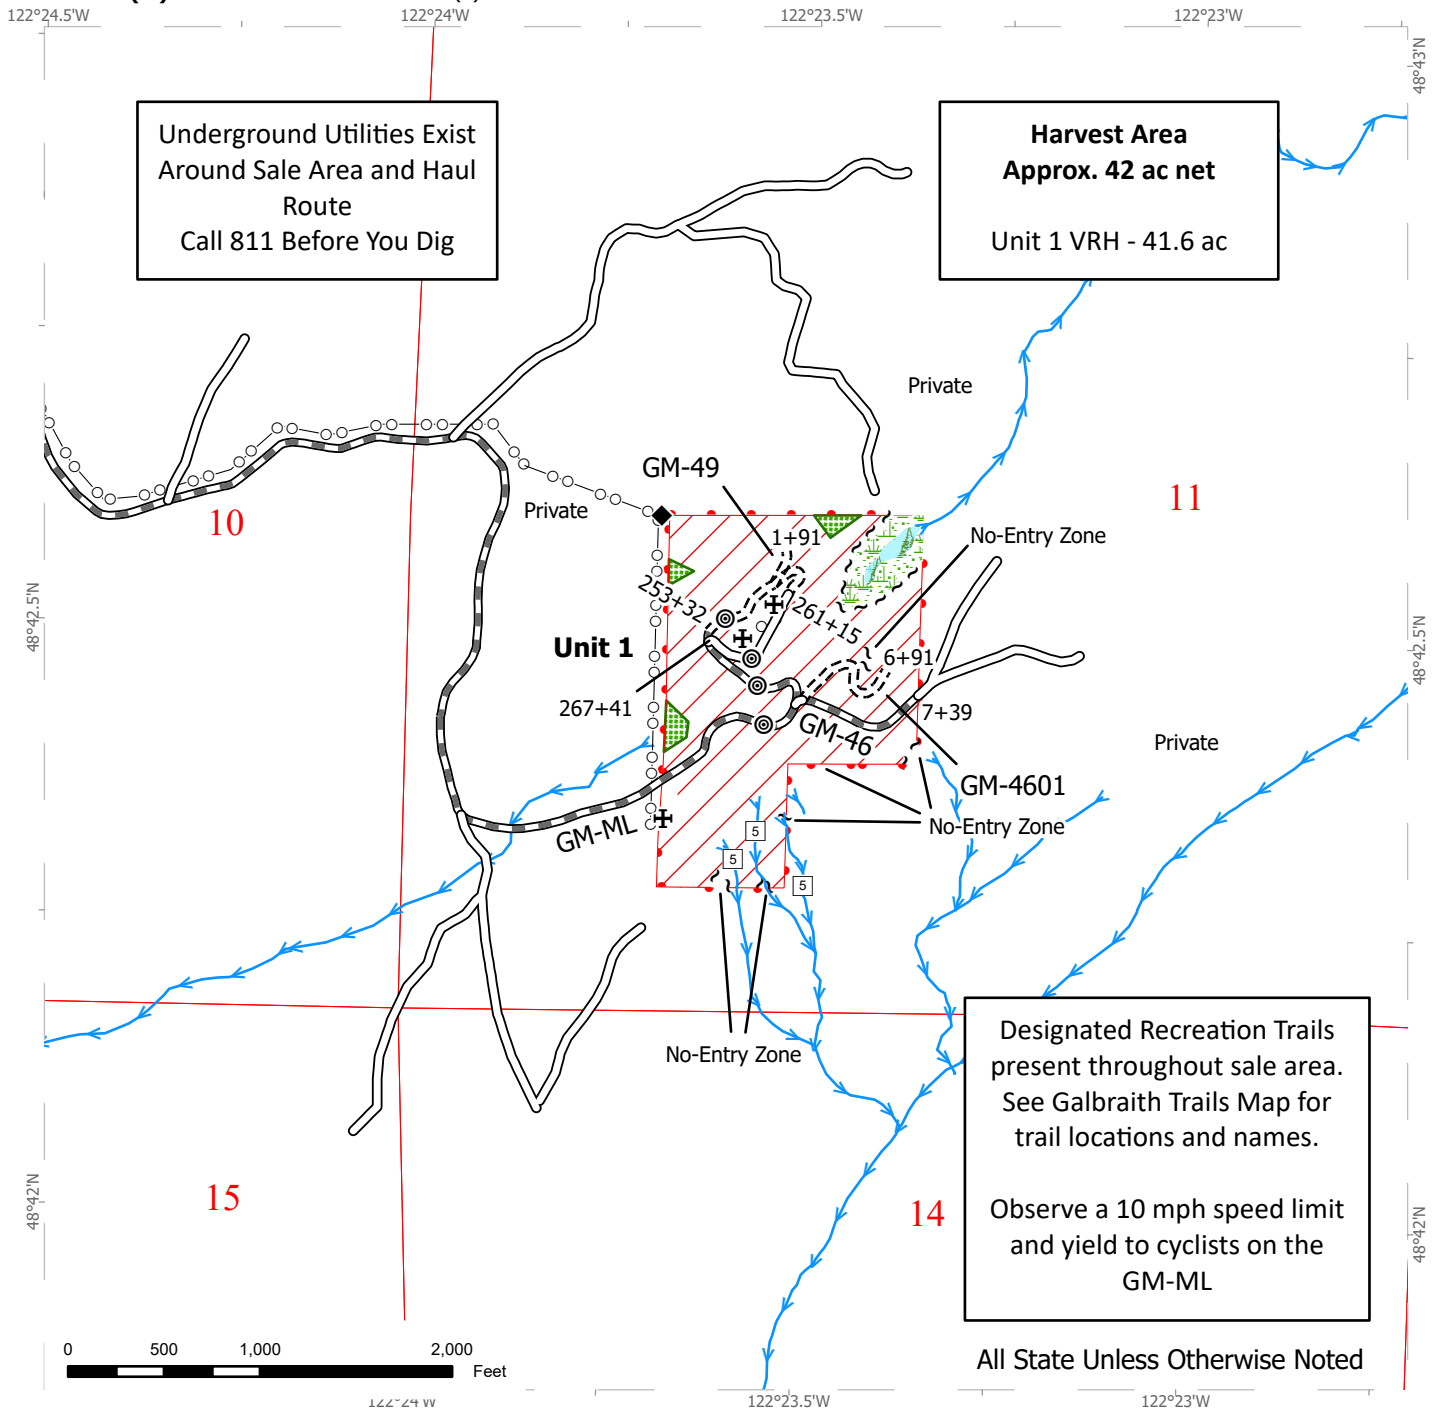 122°24.5'W
122°24'W
122°23.5'W
122°23'W
48°43'N
Underground Utilities Exist
Around Sale Area and Haul
Route
Call 811 Before You Dig
Harvest Area
Approx. 42 ac net
Unit 1 VRH - 41.6 ac
Private
GM-49
10
Private
11
1+91
No-Entry Zone
253+32
261+15
48°42.5'N
Unit 1
6+91
48°42.5'N
267+41
7+39
GM-46
Private
GM-4601
GM-ML
No-Entry Zone
5
5
5
No-Entry Zone
Designated Recreation Trails
present throughout sale area.
See Galbraith Trails Map for
trail locations and names.
Observe a 10 mph speed limit
and yield to cyclists on the
GM-ML
15
14
48°42'N
48°42'N
0
500
1,000
2,000
Feet
All State Unless Otherwise Noted
122°24'W
122°23.5'W
122°23'W